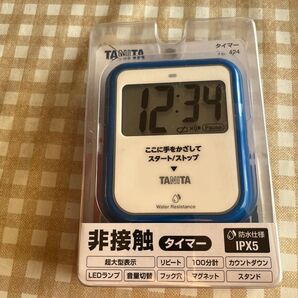 TANITA
タイマー
424
12:34
Pause
ここに手をかざして
スタート/ストップ
TANITA
Water Resistance
非接触 タイマー
防水仕様
IPX5
超大型表示 リピート 100分計 カウントダウン
LEDランプ 音量切替 フック穴 マグネット スタンド